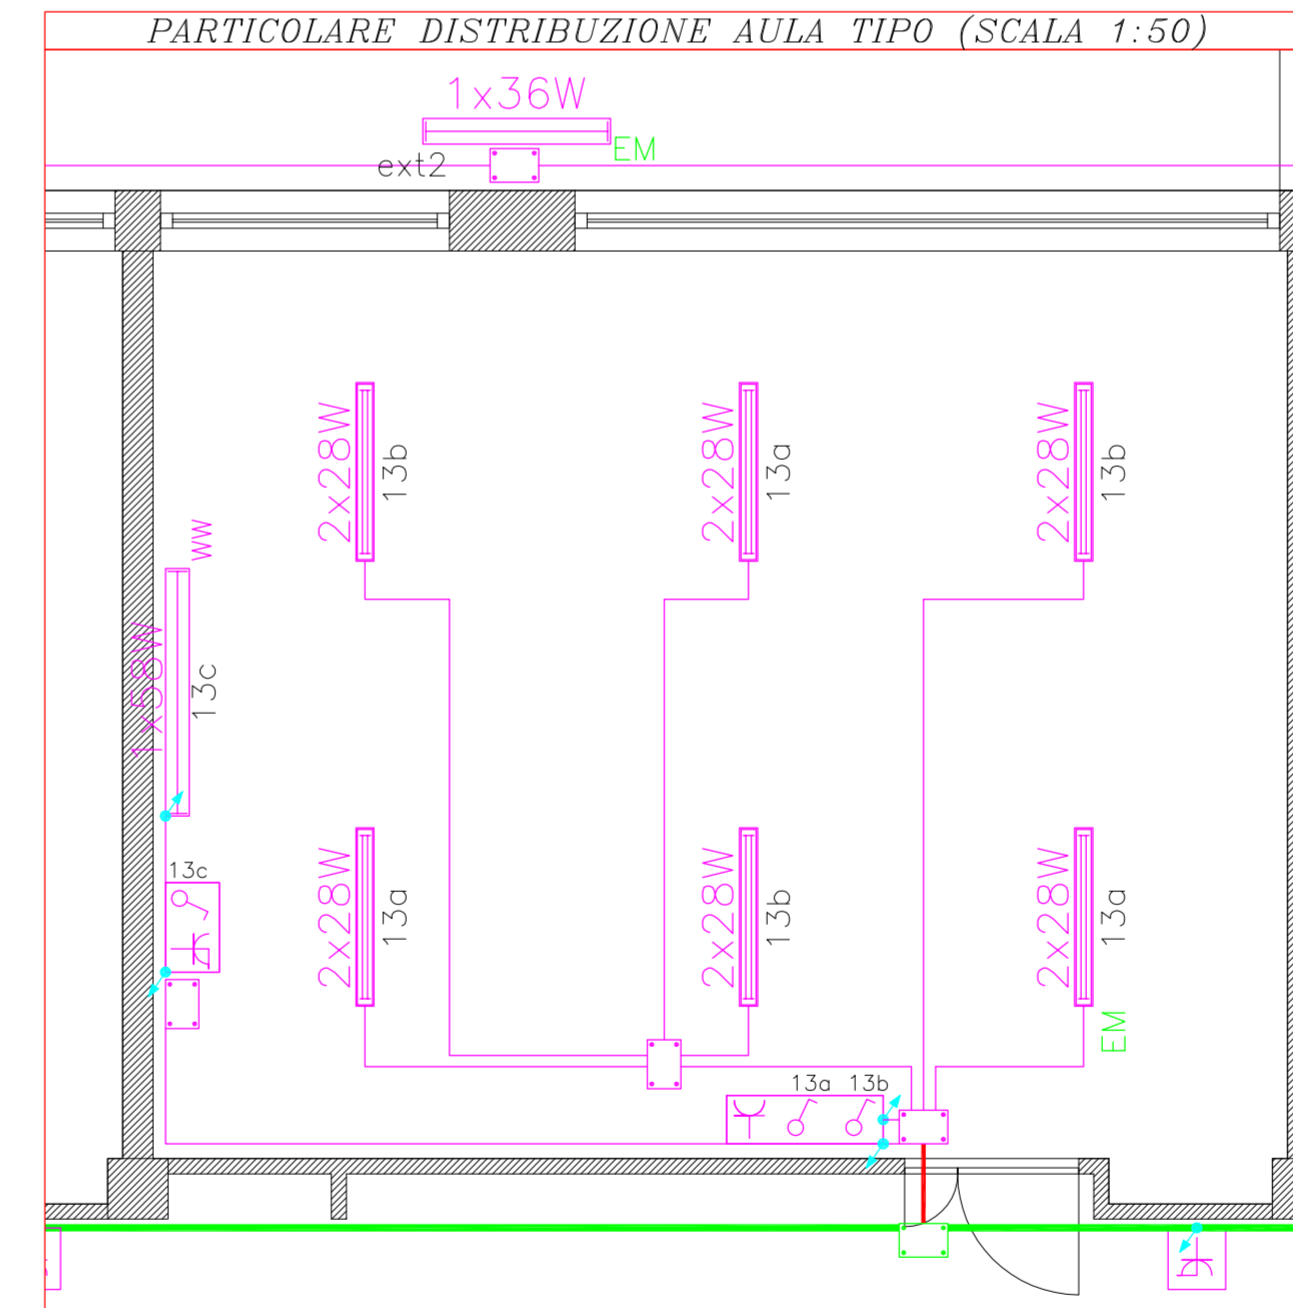 PARTICOLARE DISTRIBUZIONE AULA TIPO (SCALA 1:50)
1x36W
EM
ext2
2x28W
13b
2x28W
13a
2x28W
13b
WW
1x58W
13c
13c
2x28W
13a
2x28W
13b
2x28W
13a
EM
13a 13b